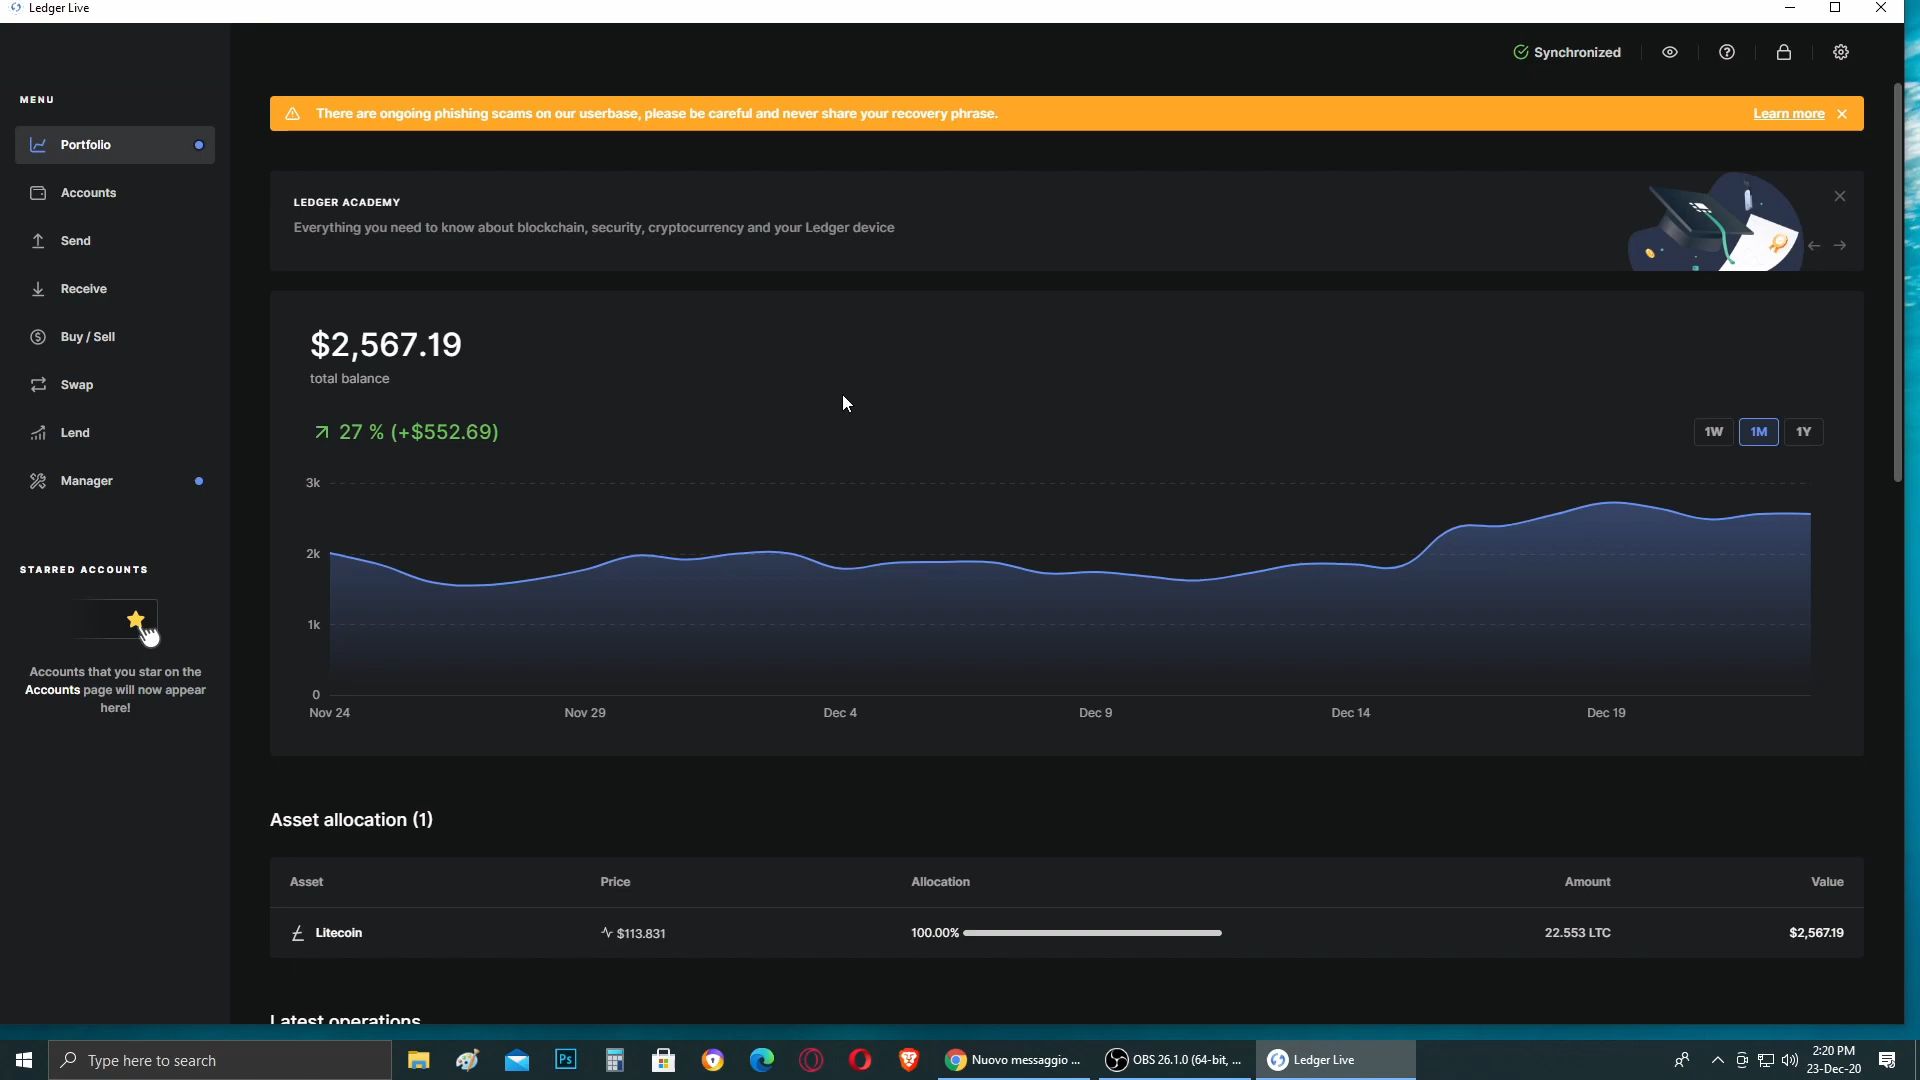 Ledger Live
Synchronized
MENU
Portfolio
Accounts
Send
Receive
Buy / Sell
Swap
Lend
Manager
STARRED ACCOUNTS
Accounts that you star on the
Accounts page will now appear
here!
There are ongoing phishing scams on our userbase, please be careful and never share your recovery phrase.
Learn more
LEDGER ACADEMY
Everything you need to know about blockchain, security, cryptocurrency and your Ledger device
$2,567.19
total balance
27 % (+$552.69)
1W 1M 1Y
3k
2k
1k
0
Nov 24 Nov 29 Dec 4 Dec 9 Dec 14 Dec 19
Asset allocation (1)
Asset Price Allocation Amount Value
Litecoin $113.831 100.00% 22.553 LTC $2,567.19
Latest operations
Type here to search
Ps
Nuovo messaggio ...
OBS 26.1.0 (64-bit, ...
Ledger Live
2:20 PM
23-Dec-20